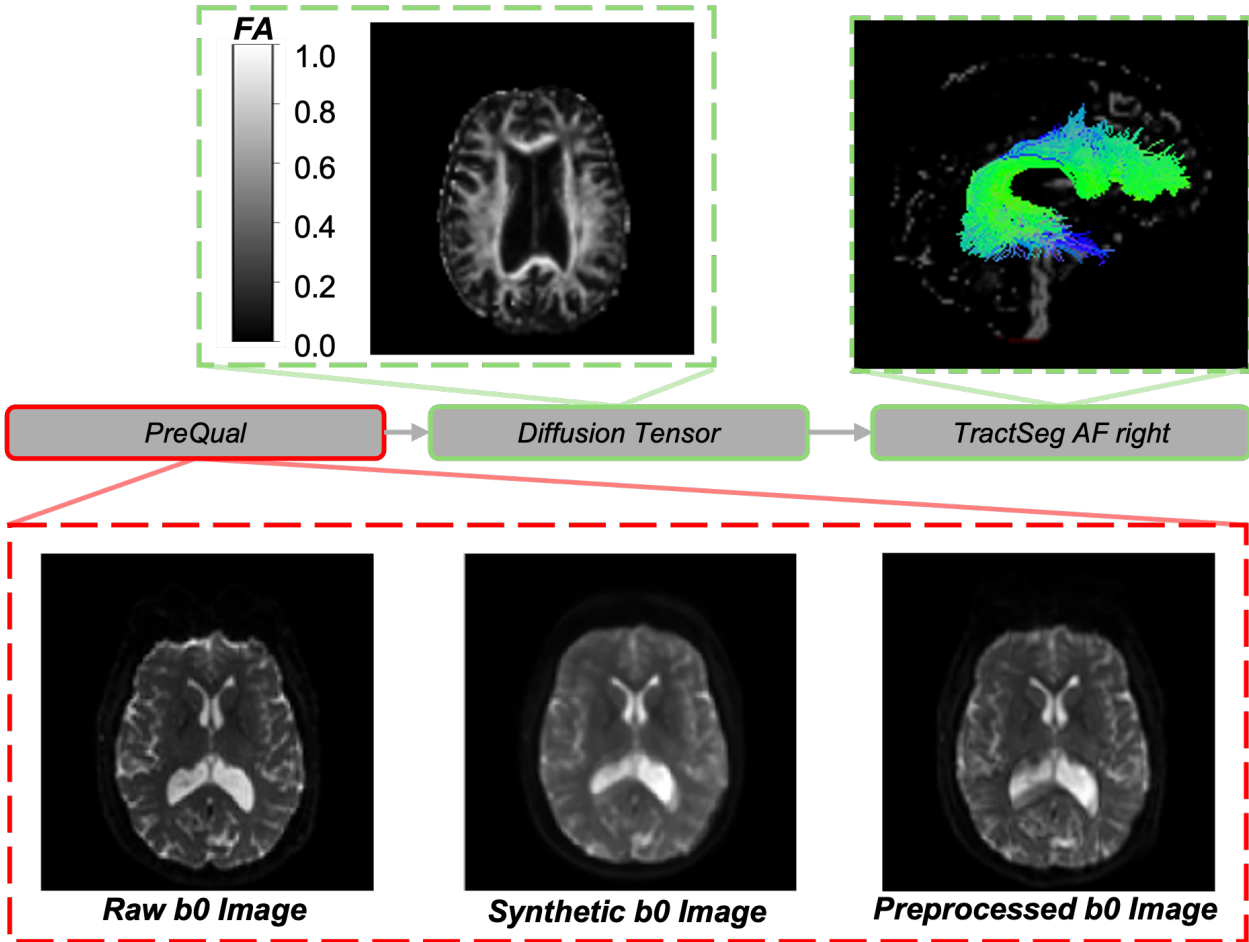 FA
1.0
0.8
0.6
0.4
0.2
0.0
PreQual
Diffusion Tensor
TractSeg AF right
Raw b0 Image
Synthetic b0 Image
Preprocessed b0 Image